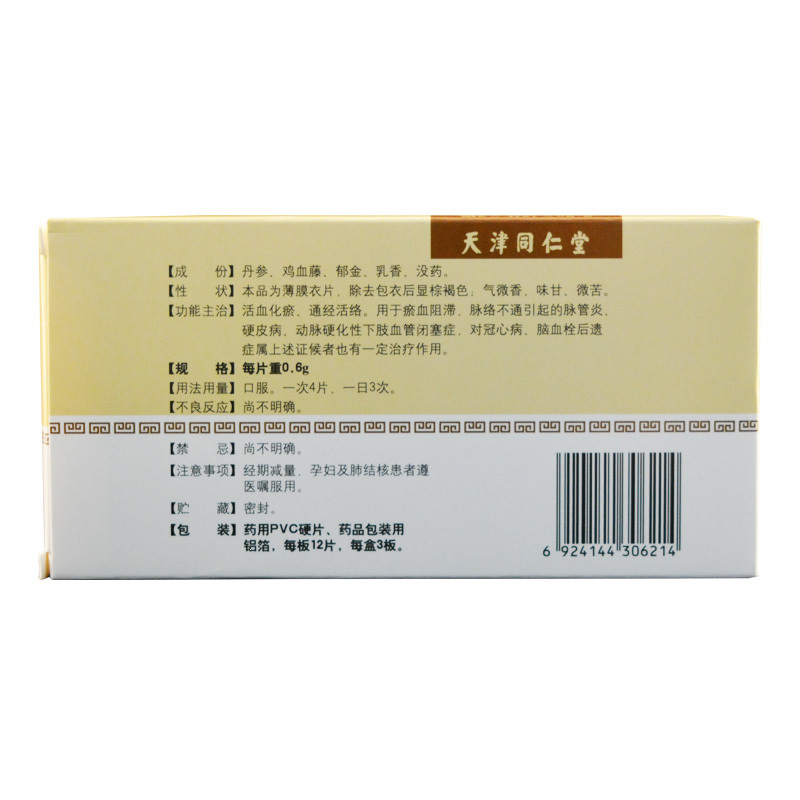 天津同仁堂
【成　份】丹参、鸡血藤、郁金、乳香、没药。
【性　状】本品为薄膜衣片，除去包衣后显棕褐色；气微香，味甘、微苦。
【功能主治】活血化瘀、通经活络。用于瘀血阻滞，脉络不通引起的脉管炎，
硬皮病，动脉硬化性下肢血管闭塞症，对冠心病、脑血栓后遗
症属上述证候者也有一定治疗作用。
【规　格】每片重0.6g
【用法用量】口服。一次4片，一日3次。
【不良反应】尚不明确。
【禁　忌】尚不明确。
【注意事项】经期减量，孕妇及肺结核患者遵
医嘱服用。
【贮　藏】密封。
【包　装】药用PVC硬片、药品包装用
铝箔，每板12片，每盒3板。
6 924144 306214